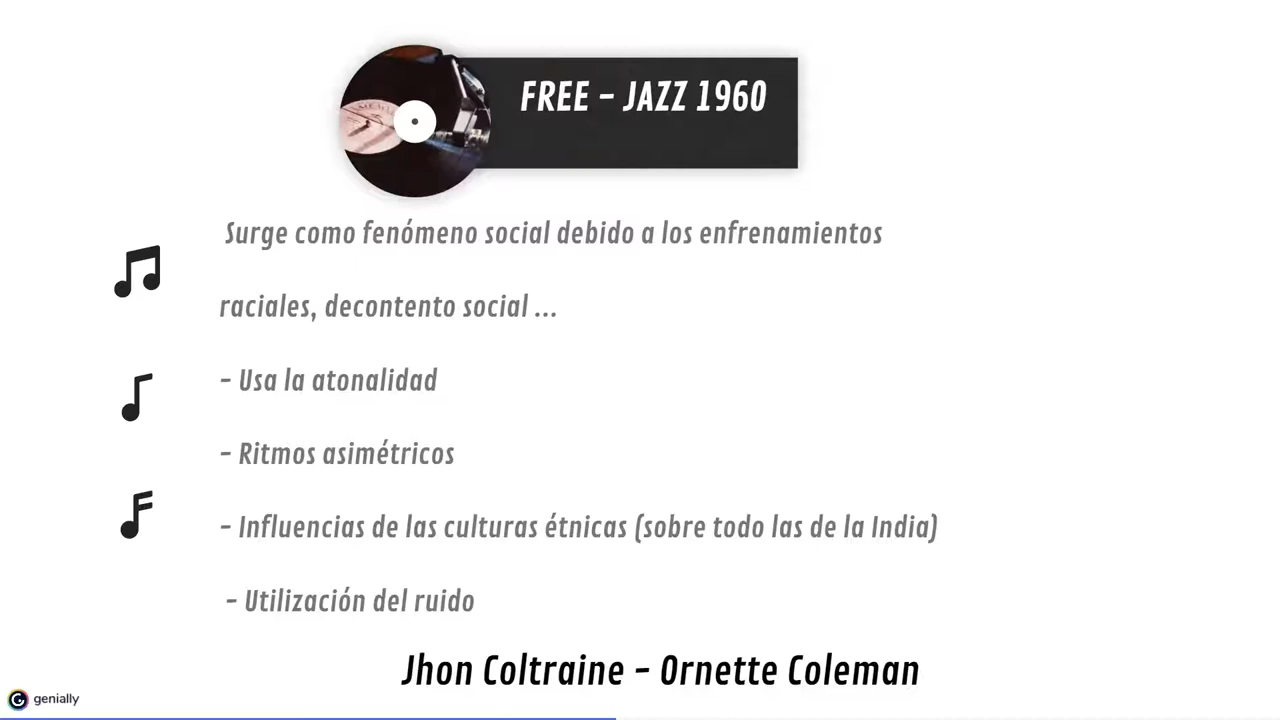 FREE - JAZZ 1960
Surge como fenómeno social debido a los enfrenamientos
raciales, decontento social ...
- Usa la atonalidad
- Ritmos asimétricos
- Influencias de las culturas étnicas (sobre todo las de la India)
- Utilización del ruido
Jhon Coltraine - Ornette Coleman
genially